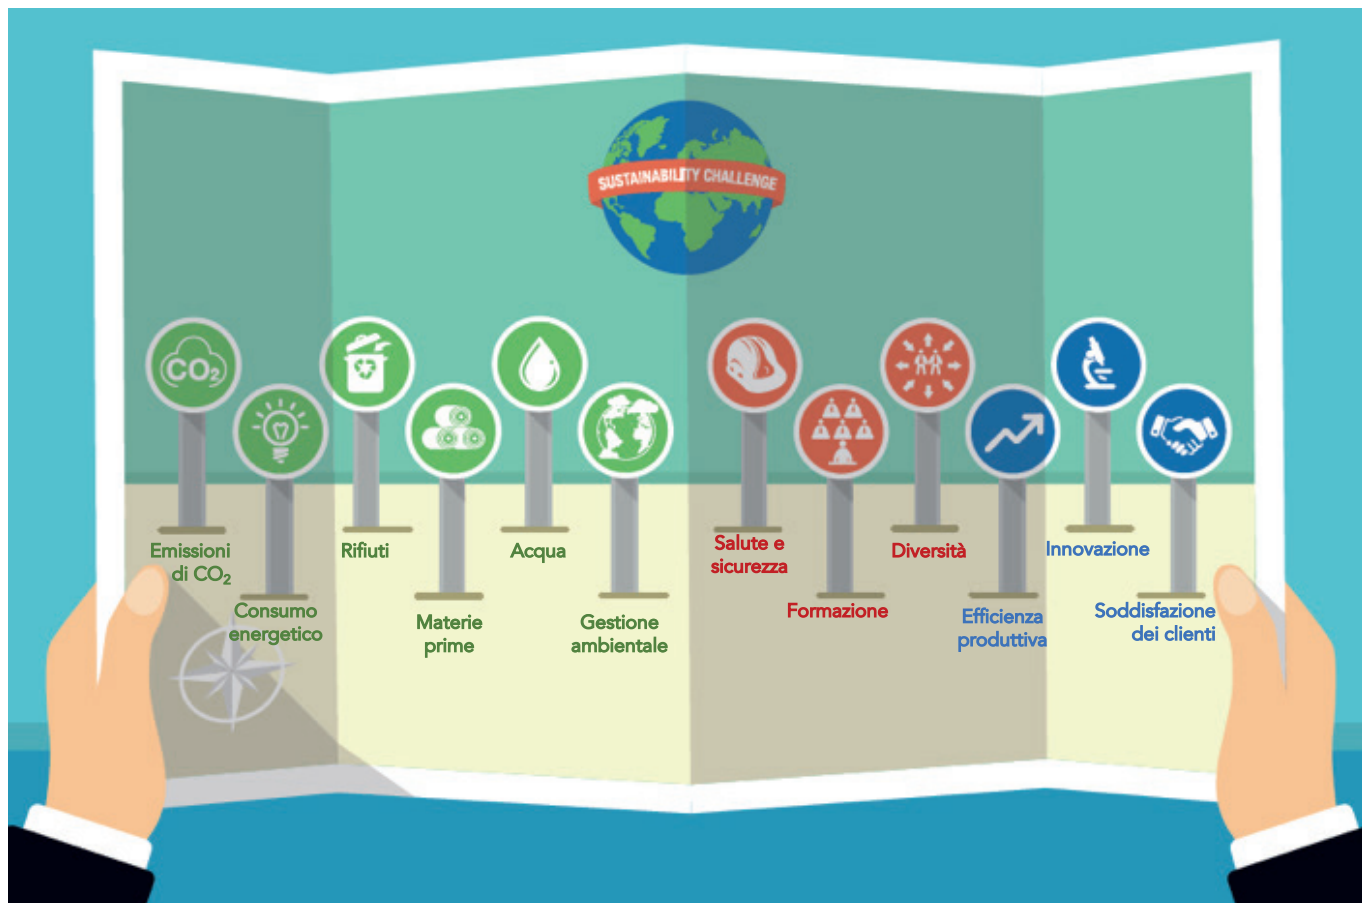 SUSTAINABILITY CHALLENGE
CO₂
Emissioni
di CO₂
Consumo
energetico
Rifiuti
Materie
prime
Acqua
Gestione
ambientale
Salute e
sicurezza
Formazione
Diversità
Efficienza
produttiva
Innovazione
Soddisfazione
dei clienti